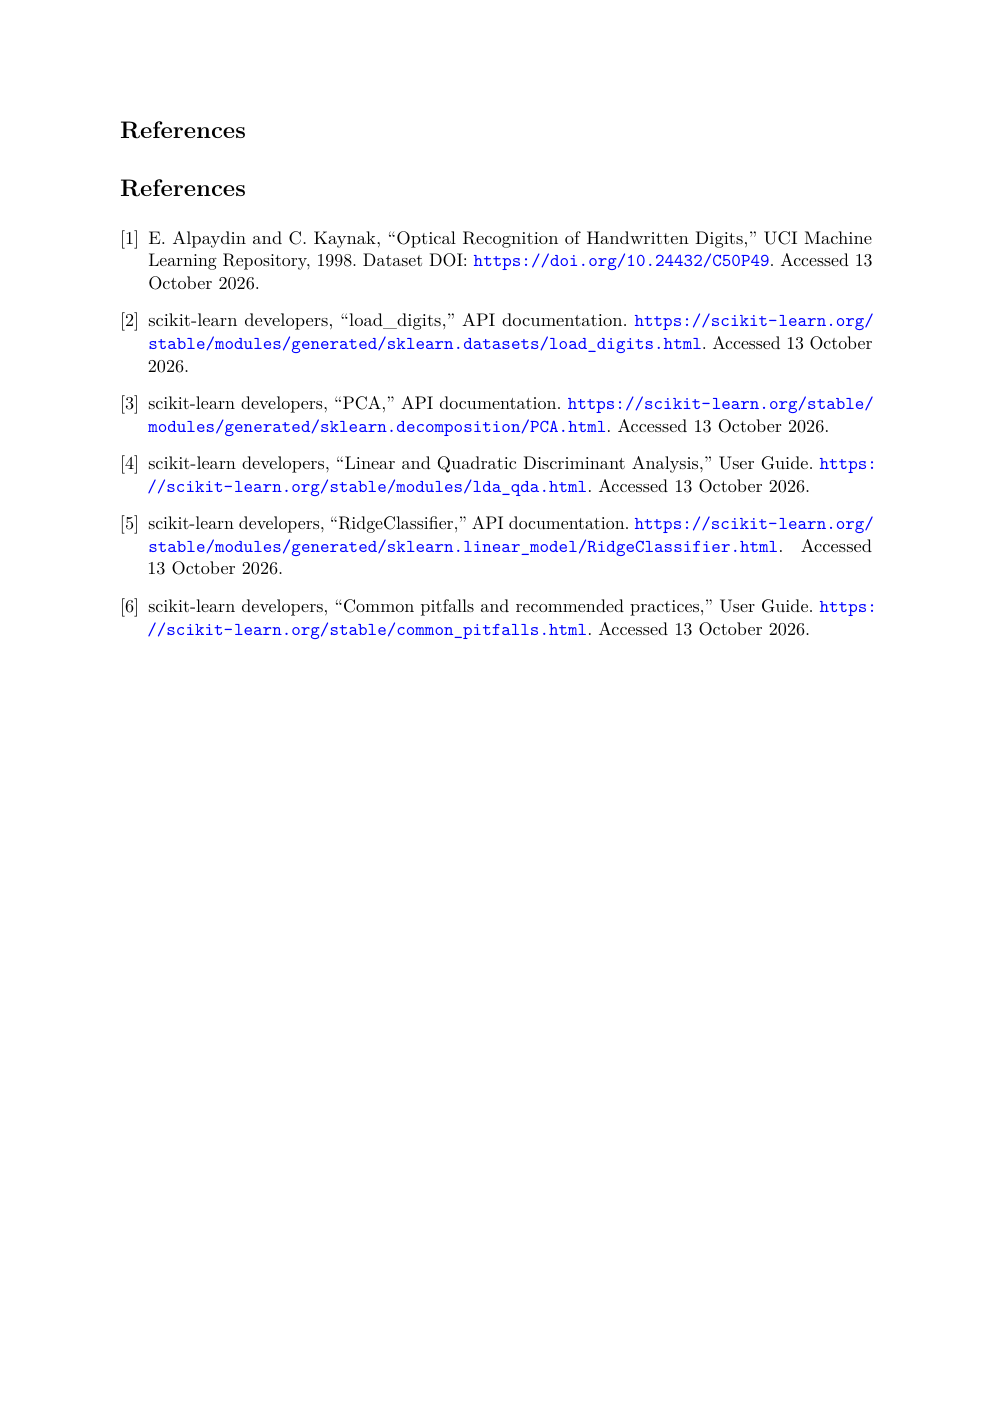 References
References
[1] E. Alpaydin and C. Kaynak, “Optical Recognition of Handwritten Digits,” UCI Machine
Learning Repository, 1998. Dataset DOI: https://doi.org/10.24432/C50P49. Accessed 13
October 2026.
[2] scikit-learn developers, “load_digits,” API documentation. https://scikit-learn.org/
stable/modules/generated/sklearn.datasets/load_digits.html. Accessed 13 October
2026.
[3] scikit-learn developers, “PCA,” API documentation. https://scikit-learn.org/stable/
modules/generated/sklearn.decomposition/PCA.html. Accessed 13 October 2026.
[4] scikit-learn developers, “Linear and Quadratic Discriminant Analysis,” User Guide. https:
//scikit-learn.org/stable/modules/lda_qda.html. Accessed 13 October 2026.
[5] scikit-learn developers, “RidgeClassifier,” API documentation. https://scikit-learn.org/
stable/modules/generated/sklearn.linear_model/RidgeClassifier.html. Accessed
13 October 2026.
[6] scikit-learn developers, “Common pitfalls and recommended practices,” User Guide. https:
//scikit-learn.org/stable/common_pitfalls.html. Accessed 13 October 2026.